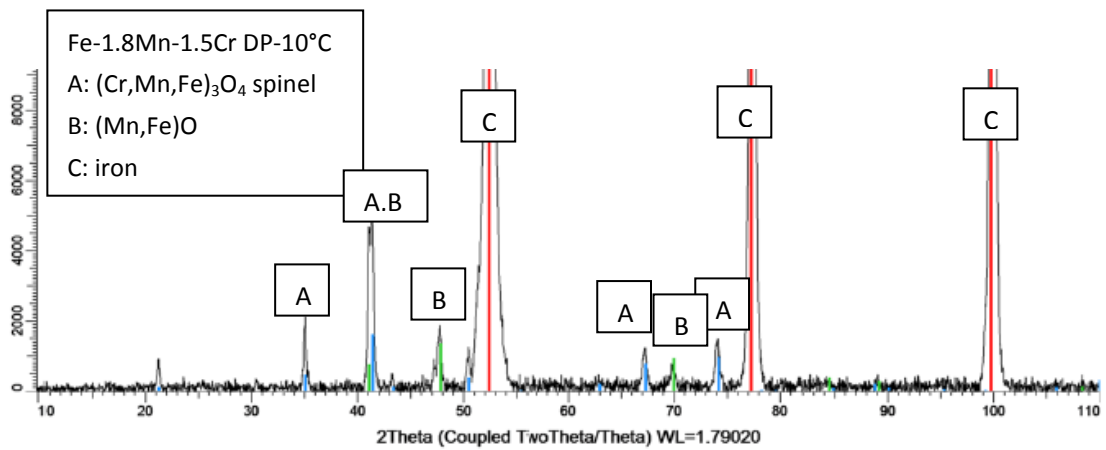 Fe-1.8Mn-1.5Cr DP-10°C
A: (Cr,Mn,Fe)₃O₄ spinel
B: (Mn,Fe)O
C: iron
C
C
C
A.B
A
B
A
B
A
8000
6000
4000
2000
0
10 20 30 40 50 60 70 80 90 100 110
2Theta (Coupled TwoTheta/Theta) WL=1.79020